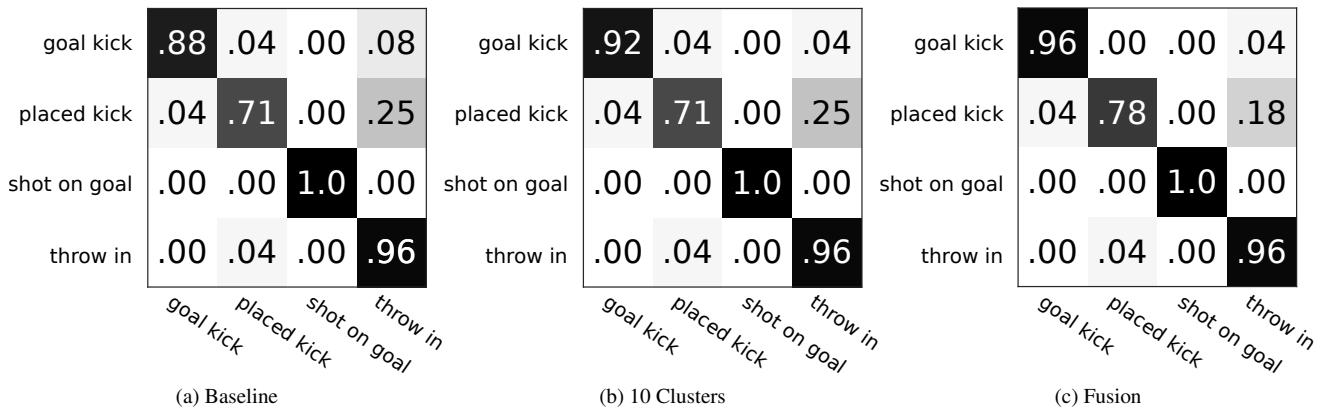 goal kick .88 .04 .00 .08
placed kick .04 .71 .00 .25
shot on goal .00 .00 1.0 .00
throw in .00 .04 .00 .96
goal kick placed kick shot on goal throw in
(a) Baseline
goal kick .92 .04 .00 .04
placed kick .04 .71 .00 .25
shot on goal .00 .00 1.0 .00
throw in .00 .04 .00 .96
goal kick placed kick shot on goal throw in
(b) 10 Clusters
goal kick .96 .00 .00 .04
placed kick .04 .78 .00 .18
shot on goal .00 .00 1.0 .00
throw in .00 .04 .00 .96
goal kick placed kick shot on goal throw in
(c) Fusion